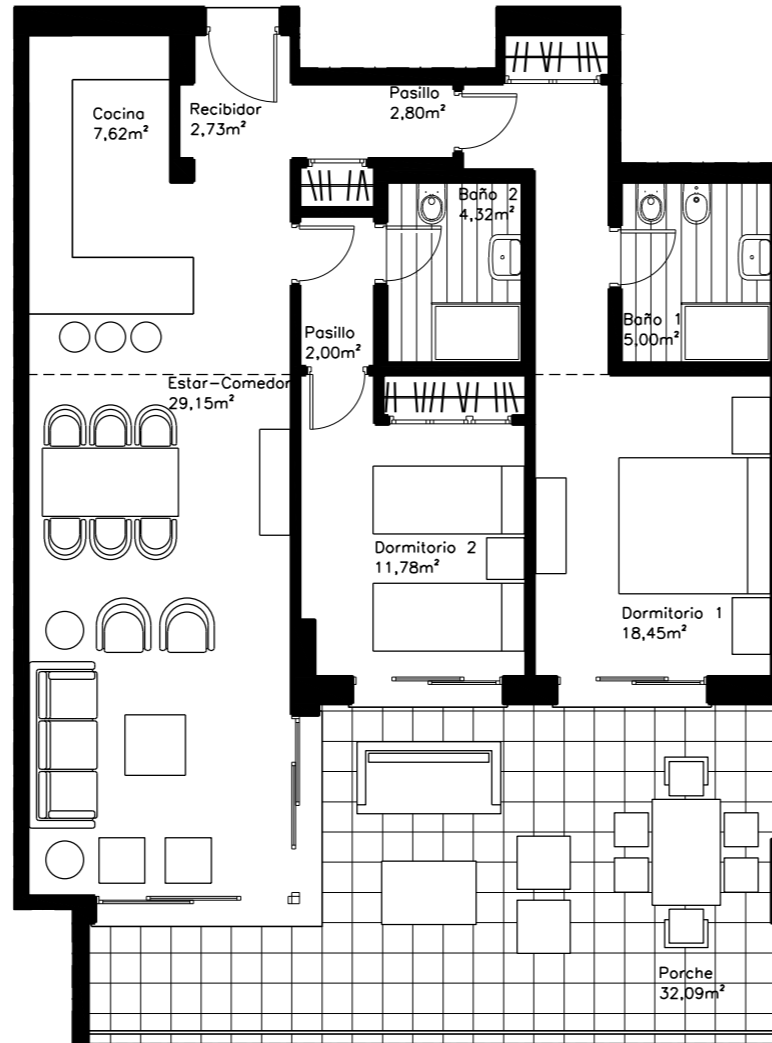 Cocina
7,62m²
Recibidor
2,73m²
Pasillo
2,80m²
Baño 2
4,32m²
Baño 1
5,00m²
Pasillo
2,00m²
Estar-Comedor
29,15m²
Dormitorio 2
11,78m²
Dormitorio 1
18,45m²
Porche
32,09m²